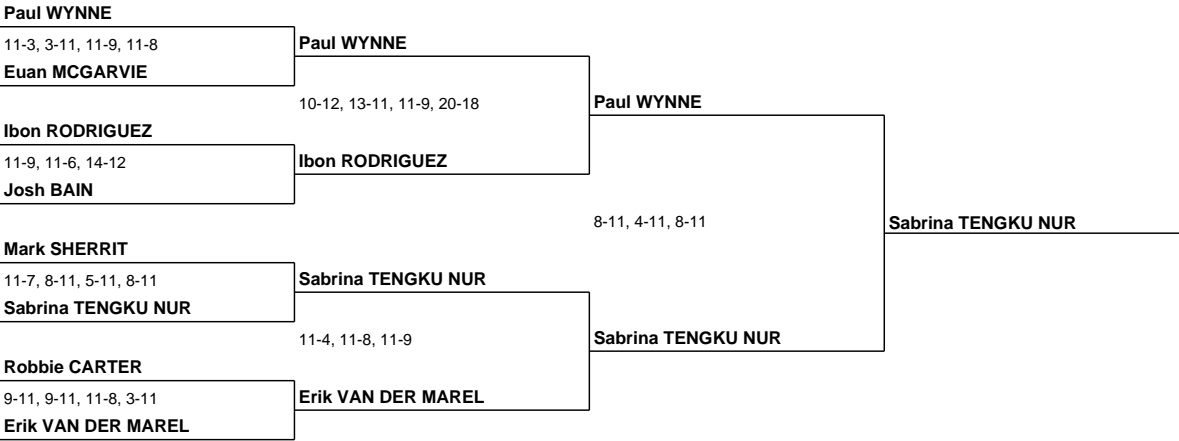 Paul WYNNE
11-3, 3-11, 11-9, 11-8
Euan MCGARVIE
Paul WYNNE
10-12, 13-11, 11-9, 20-18
Paul WYNNE
Ibon RODRIGUEZ
11-9, 11-6, 14-12
Josh BAIN
Ibon RODRIGUEZ
8-11, 4-11, 8-11
Sabrina TENGKU NUR
Mark SHERRIT
11-7, 8-11, 5-11, 8-11
Sabrina TENGKU NUR
Sabrina TENGKU NUR
11-4, 11-8, 11-9
Sabrina TENGKU NUR
Robbie CARTER
9-11, 9-11, 11-8, 3-11
Erik VAN DER MAREL
Erik VAN DER MAREL